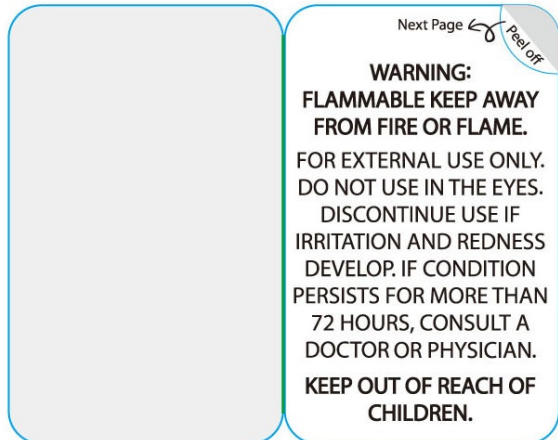 Next Page
Peel off
WARNING:
FLAMMABLE KEEP AWAY
FROM FIRE OR FLAME.
FOR EXTERNAL USE ONLY.
DO NOT USE IN THE EYES.
DISCONTINUE USE IF
IRRITATION AND REDNESS
DEVELOP. IF CONDITION
PERSISTS FOR MORE THAN
72 HOURS, CONSULT A
DOCTOR OR PHYSICIAN.
KEEP OUT OF REACH OF
CHILDREN.